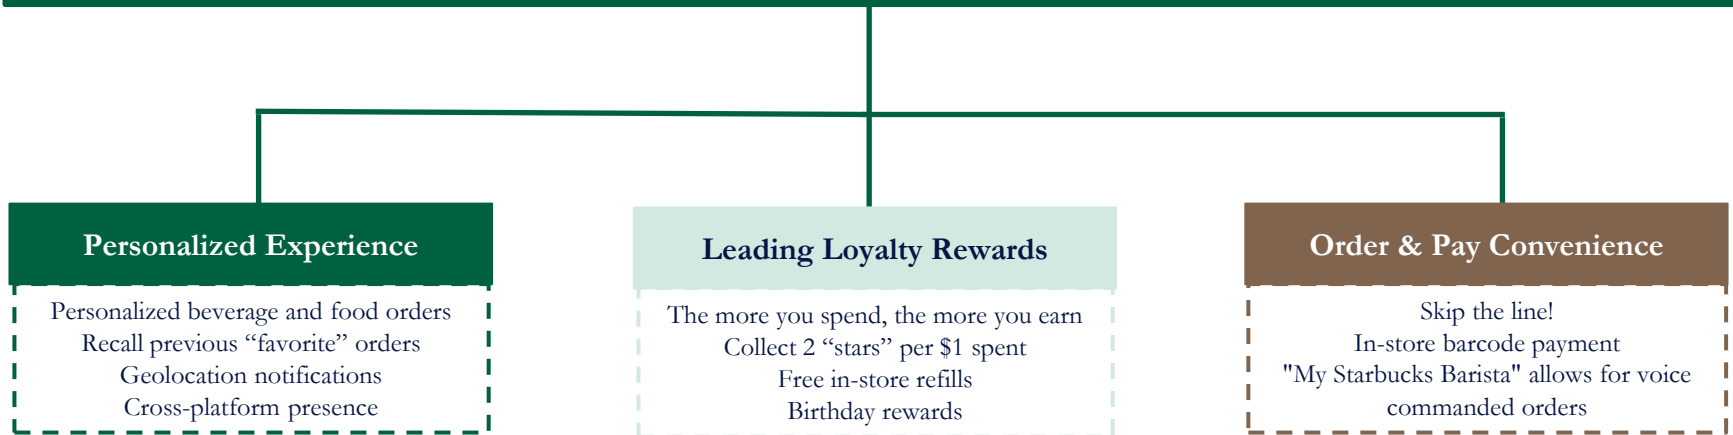 Personalized Experience
Personalized beverage and food orders
Recall previous “favorite” orders
Geolocation notifications
Cross-platform presence
Leading Loyalty Rewards
The more you spend, the more you earn
Collect 2 “stars” per $1 spent
Free in-store refills
Birthday rewards
Order & Pay Convenience
Skip the line!
In-store barcode payment
"My Starbucks Barista" allows for voice
commanded orders